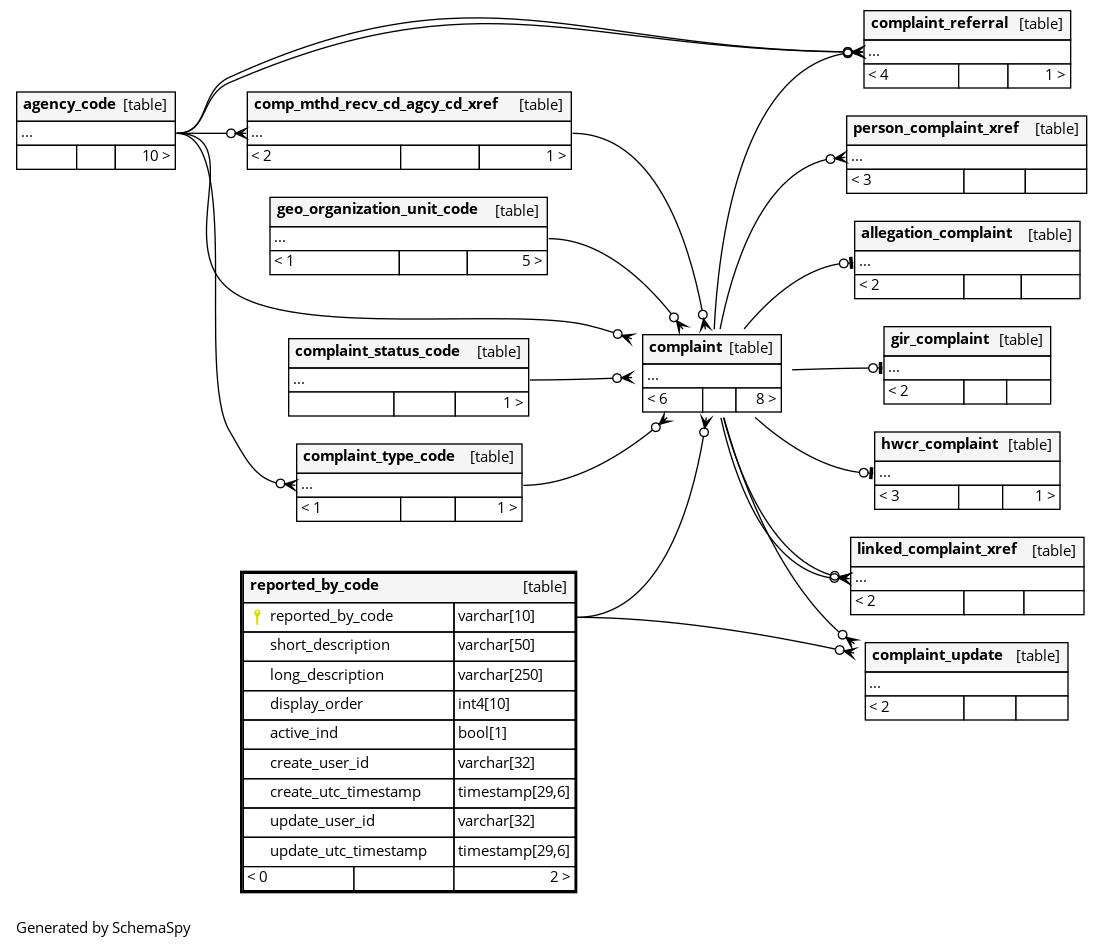 complaint_referral [table]
...
< 4 1 >
agency_code [table]
...
10 >
comp_mthd_recv_cd_agcy_cd_xref [table]
...
< 2 1 >
person_complaint_xref [table]
...
< 3
geo_organization_unit_code [table]
...
< 1 5 >
allegation_complaint [table]
...
< 2
complaint_status_code [table]
...
1 >
complaint [table]
...
< 6 8 >
gir_complaint [table]
...
< 2
complaint_type_code [table]
...
< 1 1 >
hwcr_complaint [table]
...
< 3 1 >
linked_complaint_xref [table]
...
< 2
reported_by_code [table]
reported_by_code varchar[10]
short_description varchar[50]
long_description varchar[250]
display_order int4[10]
active_ind bool[1]
create_user_id varchar[32]
create_utc_timestamp timestamp[29,6]
update_user_id varchar[32]
update_utc_timestamp timestamp[29,6]
< 0 2 >
complaint_update [table]
...
< 2
Generated by SchemaSpy